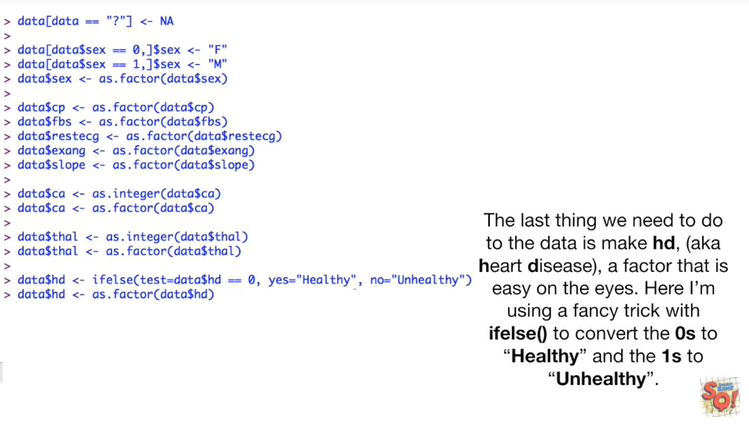 > data[data == "?"] <- NA
>
> data[data$sex == 0,]$sex <- "F"
> data[data$sex == 1,]$sex <- "M"
> data$sex <- as.factor(data$sex)
>
> data$cp <- as.factor(data$cp)
> data$fbs <- as.factor(data$fbs)
> data$restecg <- as.factor(data$restecg)
> data$exang <- as.factor(data$exang)
> data$slope <- as.factor(data$slope)
>
> data$ca <- as.integer(data$ca)
> data$ca <- as.factor(data$ca)
>
> data$thal <- as.integer(data$thal)
> data$thal <- as.factor(data$thal)
>
> data$hd <- ifelse(test=data$hd == 0, yes="Healthy", no="Unhealthy")
> data$hd <- as.factor(data$hd)
The last thing we need to do
to the data is make hd, (aka
heart disease), a factor that is
easy on the eyes. Here I'm
using a fancy trick with
ifelse() to convert the 0s to
“Healthy” and the 1s to
“Unhealthy”.
SQ!